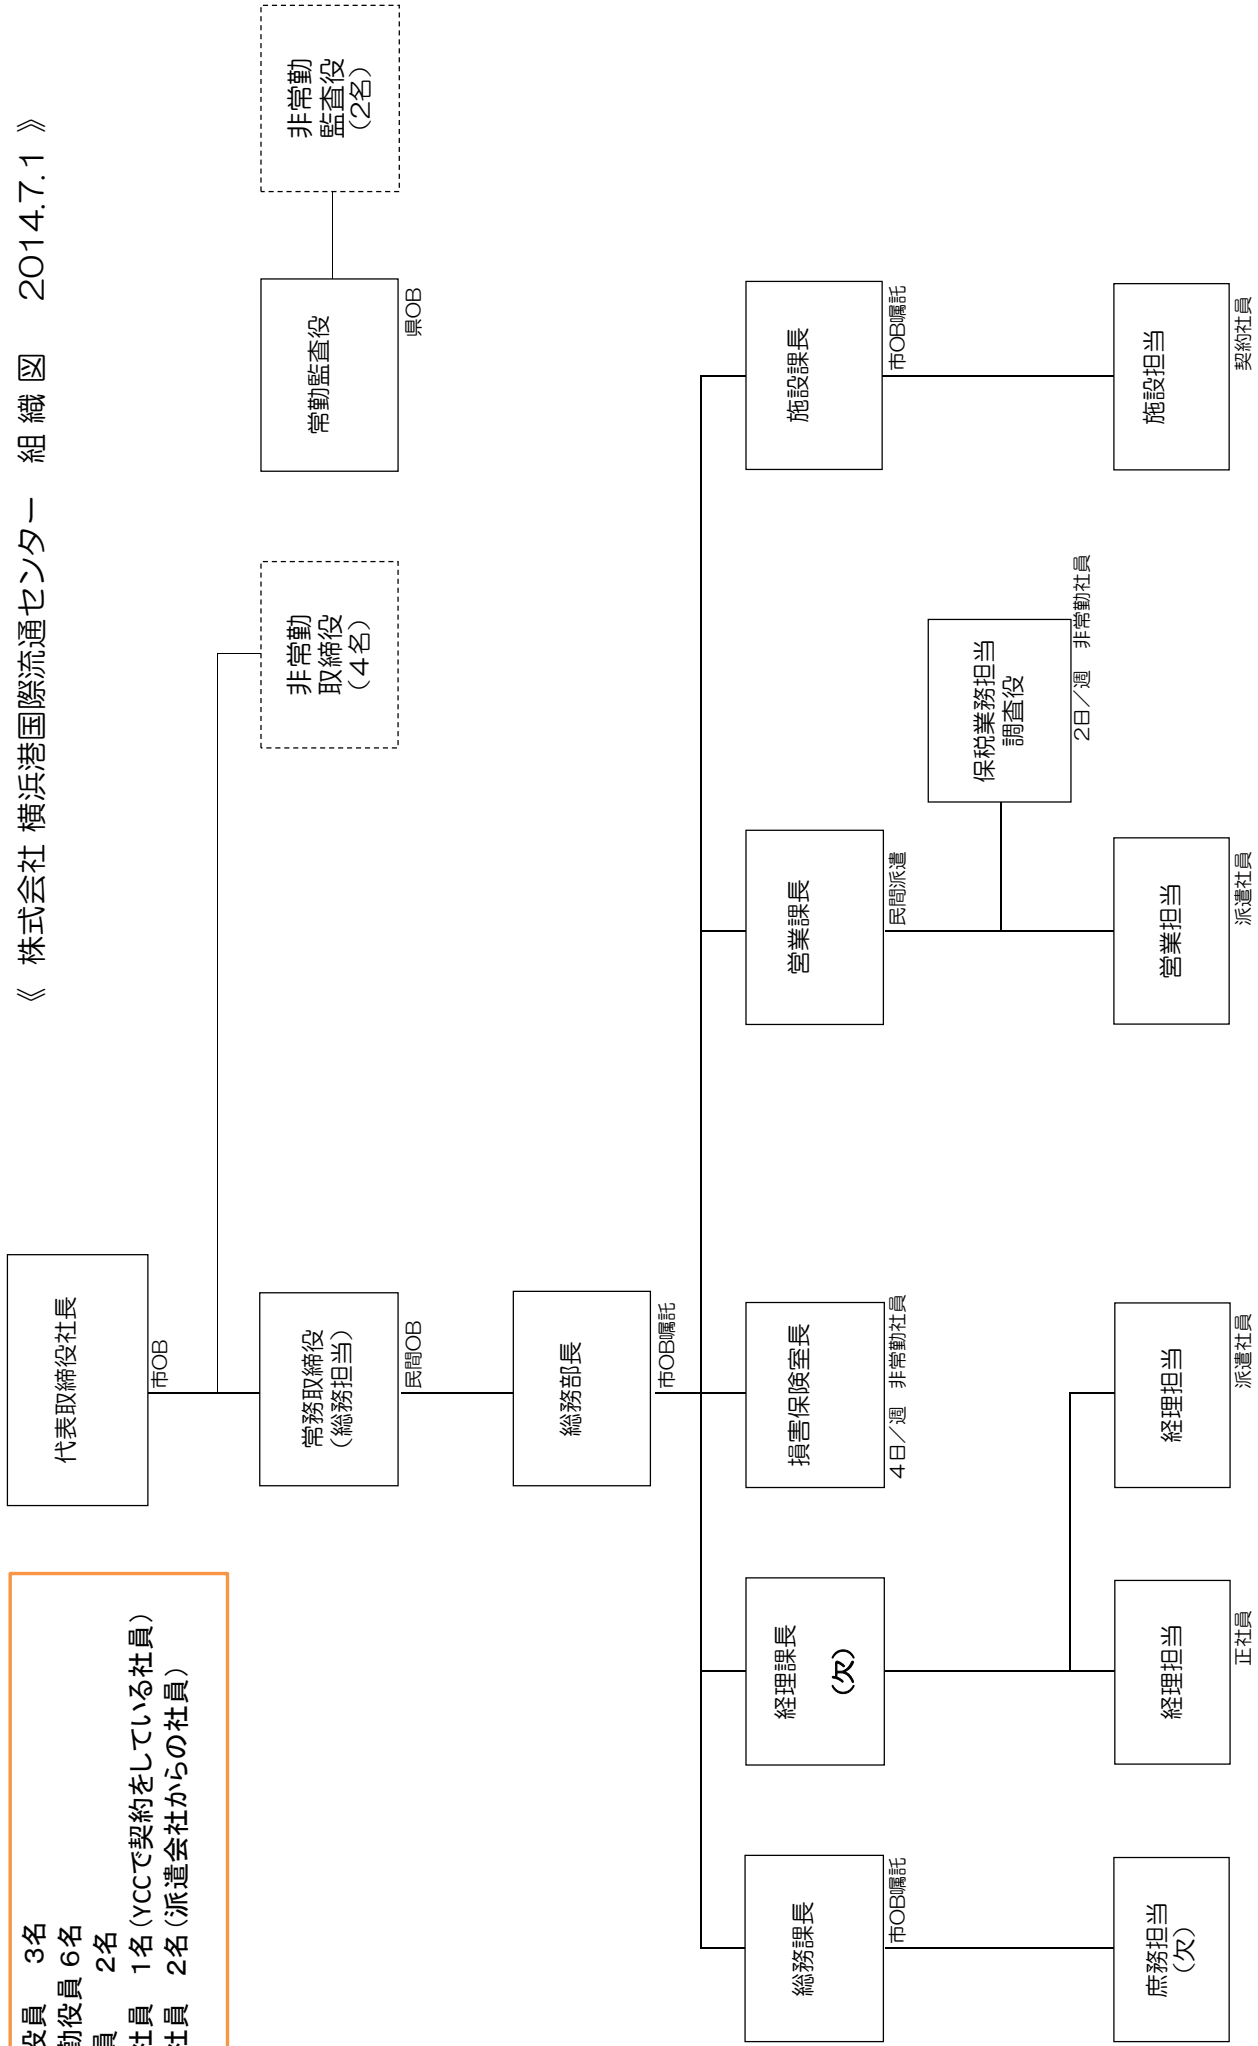 《 株式会社 横浜港国際流通センター 組 織 図 2014.7.1 》
役員 3名
勤役員 6名
員 2名
社員 1名(YCCで契約をしている社員)
社員 2名(派遣会社からの社員)
代表取締役社長
市OB
常務取締役
(総務担当)
民間OB
非常勤
取締役
(4名)
常勤監査役
県OB
非常勤
監査役
(2名)
総務部長
市OB嘱託
総務課長
市OB嘱託
経理課長
(欠)
損害保険室長
4日/週 非常勤社員
営業課長
民間派遣
施設課長
市OB嘱託
保税業務担当
調査役
2日/週 非常勤社員
庶務担当
(欠)
経理担当
正社員
経理担当
派遣社員
営業担当
派遣社員
施設担当
契約社員